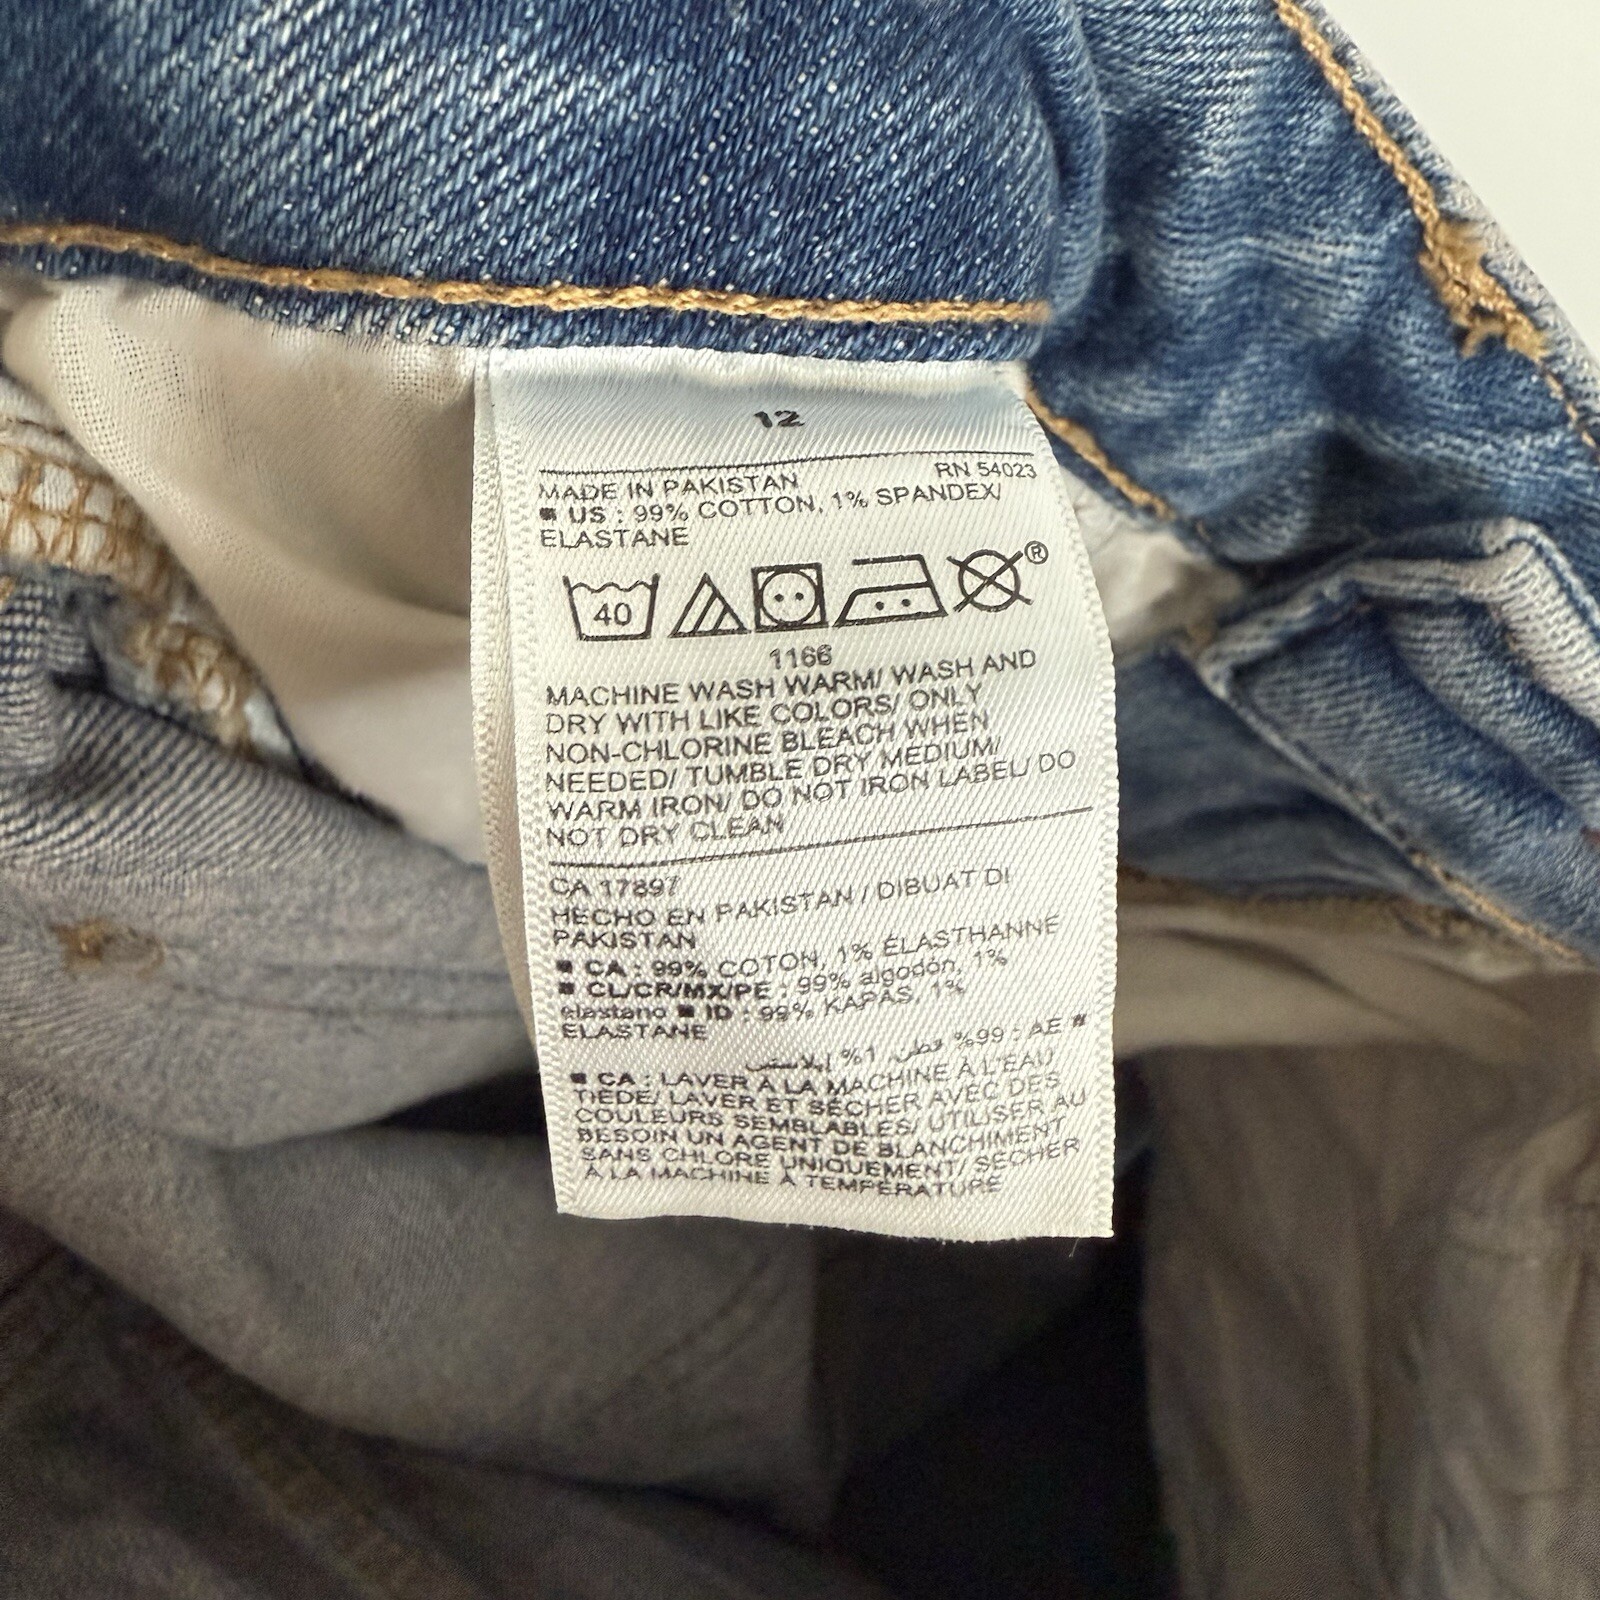 12
RN 54023
MADE IN PAKISTAN
■ US : 99% COTTON, 1% SPANDEX/
ELASTANE
40
®
1166
MACHINE WASH WARM/ WASH AND
DRY WITH LIKE COLORS/ ONLY
NON-CHLORINE BLEACH WHEN
NEEDED/ TUMBLE DRY MEDIUM/
WARM IRON/ DO NOT IRON LABEL/ DO
NOT DRY CLEAN
CA 17897
HECHO EN PAKISTAN / DIBUAT DI
PAKISTAN
■ CA : 99% COTON, 1% ÉLASTHANNE
■ CL/CR/MX/PE : 99% algodón, 1%
elastano ■ ID : 99% KAPAS, 1%
ELASTANE
■ AE : 99% قطن, 1% إيلاستين
■ CA : LAVER À LA MACHINE À L'EAU
TIÈDE/ LAVER ET SÉCHER AVEC DES
COULEURS SEMBLABLES/ UTILISER AU
BESOIN UN AGENT DE BLANCHIMENT
SANS CHLORE UNIQUEMENT/ SÉCHER
À LA MACHINE À TEMPÉRATURE